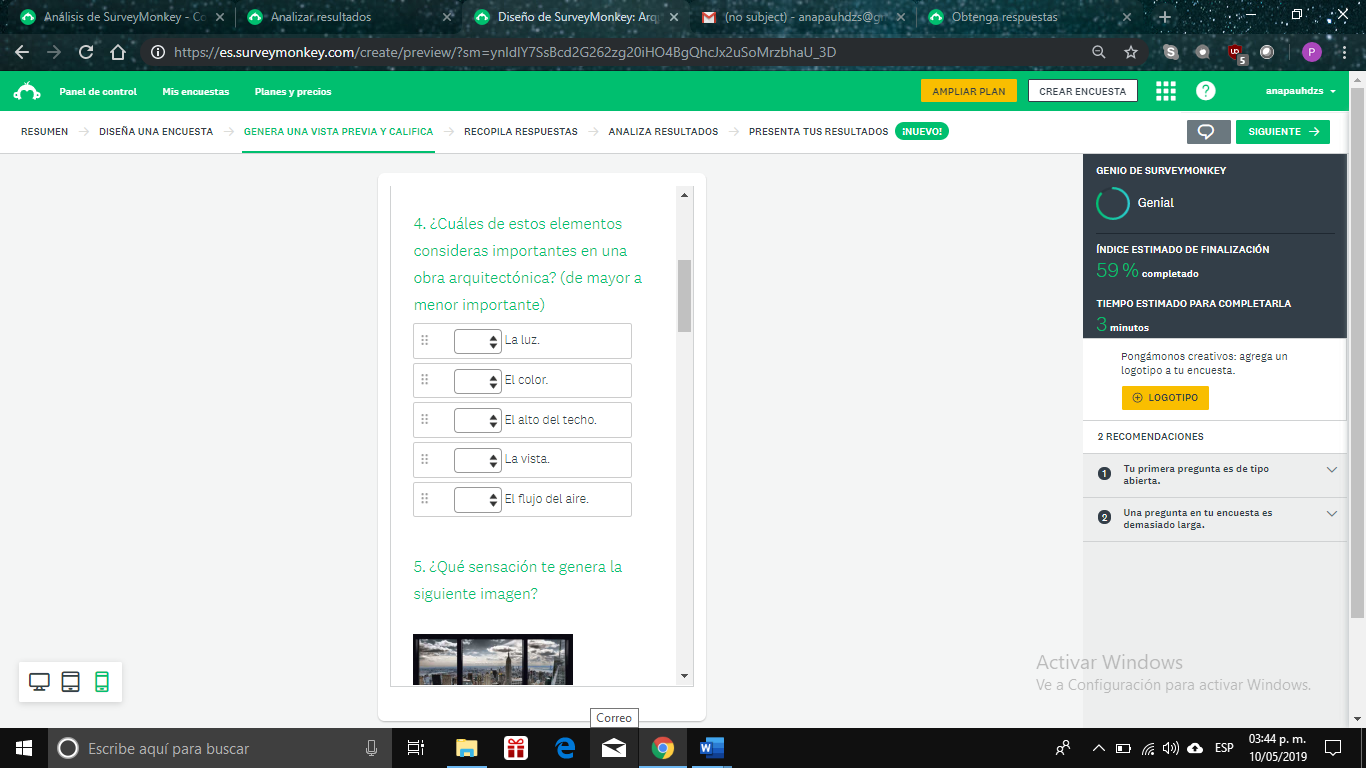 Análisis de SurveyMonkey - Co
Analizar resultados
Diseño de SurveyMonkey: Arqui
(no subject) - anapauhdzs@gm
Obtenga respuestas
https://es.surveymonkey.com/create/preview/?sm=ynIdIY7SsBcd2G262zg20iHO4BgQhcJx2uSoMrzbhaU_3D
UD
5
P
Panel de control
Mis encuestas
Planes y precios
AMPLIAR PLAN
CREAR ENCUESTA
?
anapauhdzs
RESUMEN
DISEÑA UNA ENCUESTA
GENERA UNA VISTA PREVIA Y CALIFICA
RECOPILA RESPUESTAS
ANALIZA RESULTADOS
PRESENTA TUS RESULTADOS
¡NUEVO!
SIGUIENTE
4. ¿Cuáles de estos elementos
consideras importantes en una
obra arquitectónica? (de mayor a
menor importante)
La luz.
El color.
El alto del techo.
La vista.
El flujo del aire.
5. ¿Qué sensación te genera la
siguiente imagen?
GENIO DE SURVEYMONKEY
Genial
ÍNDICE ESTIMADO DE FINALIZACIÓN
59 % completado
TIEMPO ESTIMADO PARA COMPLETARLA
3 minutos
Pongámonos creativos: agrega un
logotipo a tu encuesta.
LOGOTIPO
2 RECOMENDACIONES
1 Tu primera pregunta es de tipo
abierta.
2 Una pregunta en tu encuesta es
demasiado larga.
Activar Windows
Ve a Configuración para activar Windows.
Correo
Escribe aquí para buscar
ESP
03:44 p. m.
10/05/2019